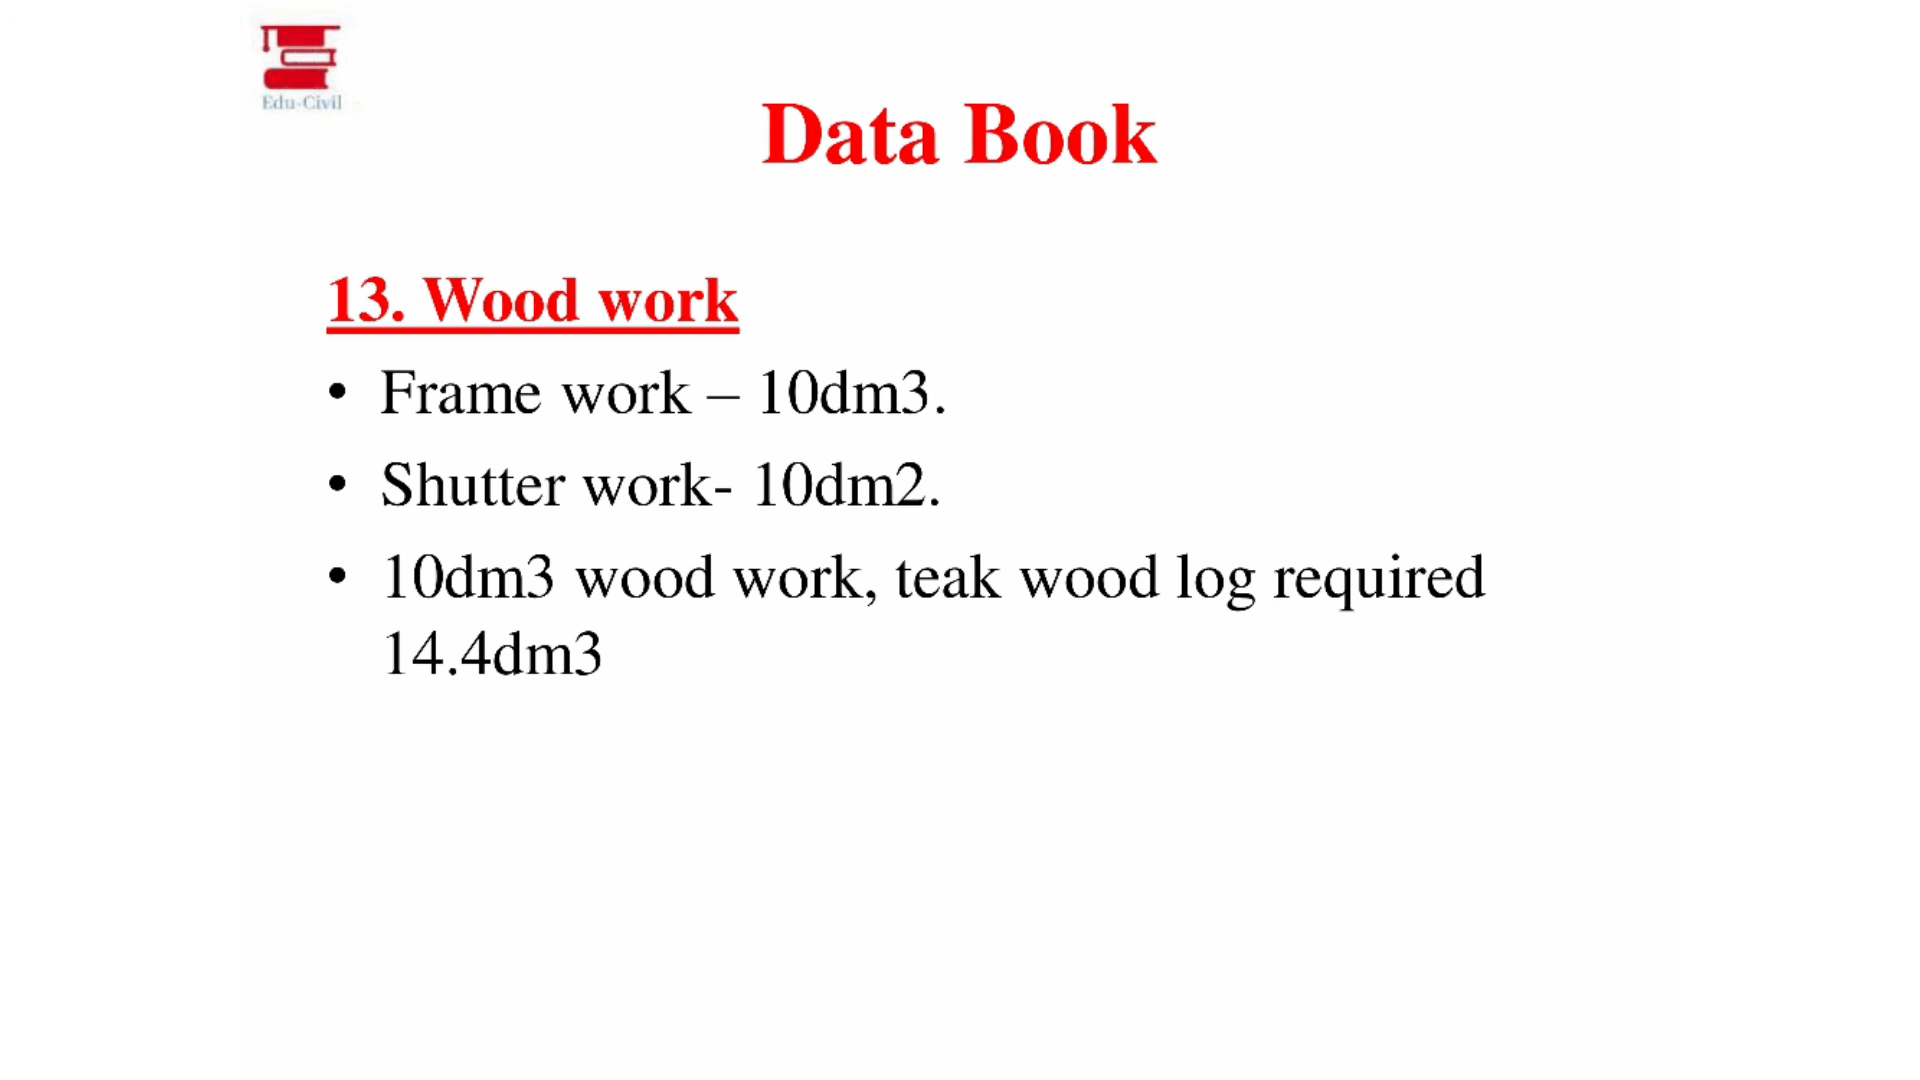 Edu-Civil
Data Book
13. Wood work
• Frame work – 10dm3.
• Shutter work- 10dm2.
• 10dm3 wood work, teak wood log required
14.4dm3